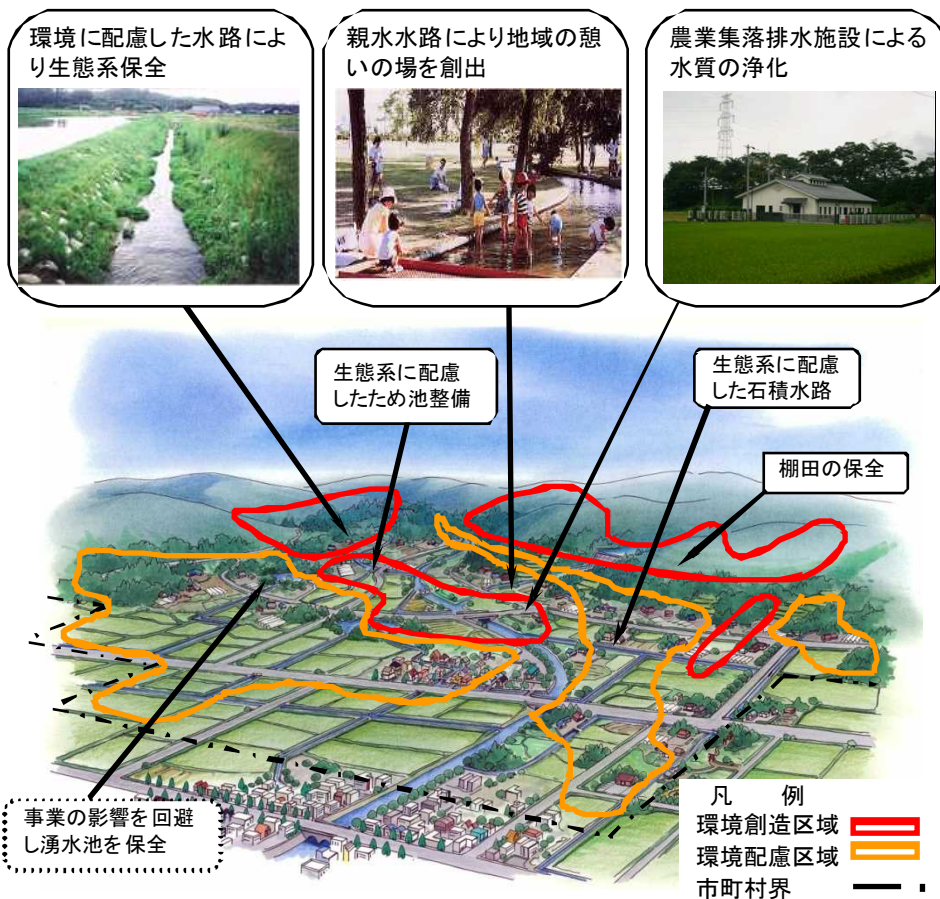 環境に配慮した水路によ
り生態系保全
親水水路により地域の憩
いの場を創出
農業集落排水施設による
水質の浄化
生態系に配慮
したため池整備
生態系に配慮
した石積水路
棚田の保全
事業の影響を回避
し湧水池を保全
凡　例
環境創造区域
環境配慮区域
市町村界